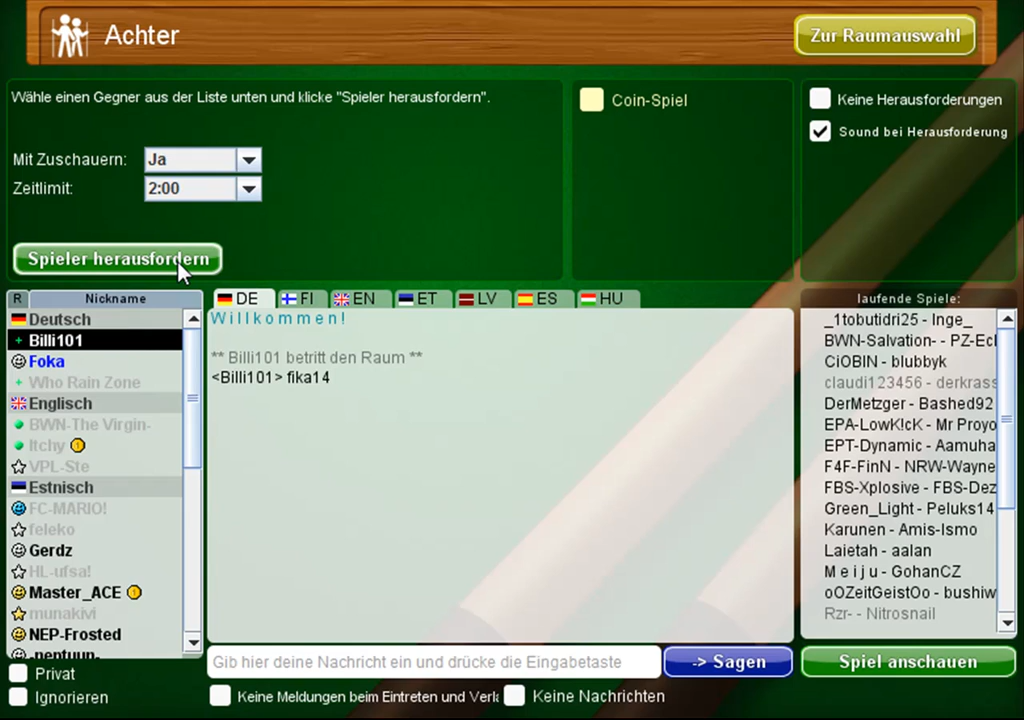 Achter
Zur Raumauswahl
Wähle einen Gegner aus der Liste unten und klicke "Spieler herausfordern".
Mit Zuschauern: Ja
Zeitlimit: 2:00
Spieler herausfordern
Coin-Spiel
Keine Herausforderungen
Sound bei Herausforderung
R Nickname
Deutsch
Billi101
Foka
Who Rain Zone
Englisch
BWN-The Virgin-
Itchy
VPL-Ste
Estnisch
FC-MARIO!
feleko
Gerdz
HL-ufsa!
Master_ACE
munakivi
NEP-Frosted
Privat
Ignorieren
DE FI EN ET LV ES HU
Willkommen!
** Billi101 betritt den Raum **
<Billi101> fika14
Gib hier deine Nachricht ein und drücke die Eingabetaste
-> Sagen
Keine Meldungen beim Eintreten und Verla
Keine Nachrichten
laufende Spiele:
_1tobutidri25 - Inge_
BWN-Salvation- - PZ-Ecl
CiOBIN - blubbyk
claudi123456 - derkrass
DerMetzger - Bashed92
EPA-LowK!cK - Mr Proyo
EPT-Dynamic - Aamuha
F4F-FinN - NRW-Wayne
FBS-Xplosive - FBS-Dez
Green_Light - Peluks14
Karunen - Amis-Ismo
Laietah - aalan
M e i j u - GohanCZ
oOZeitGeistOo - bushiw
Rzr- - Nitrosnail
Spiel anschauen